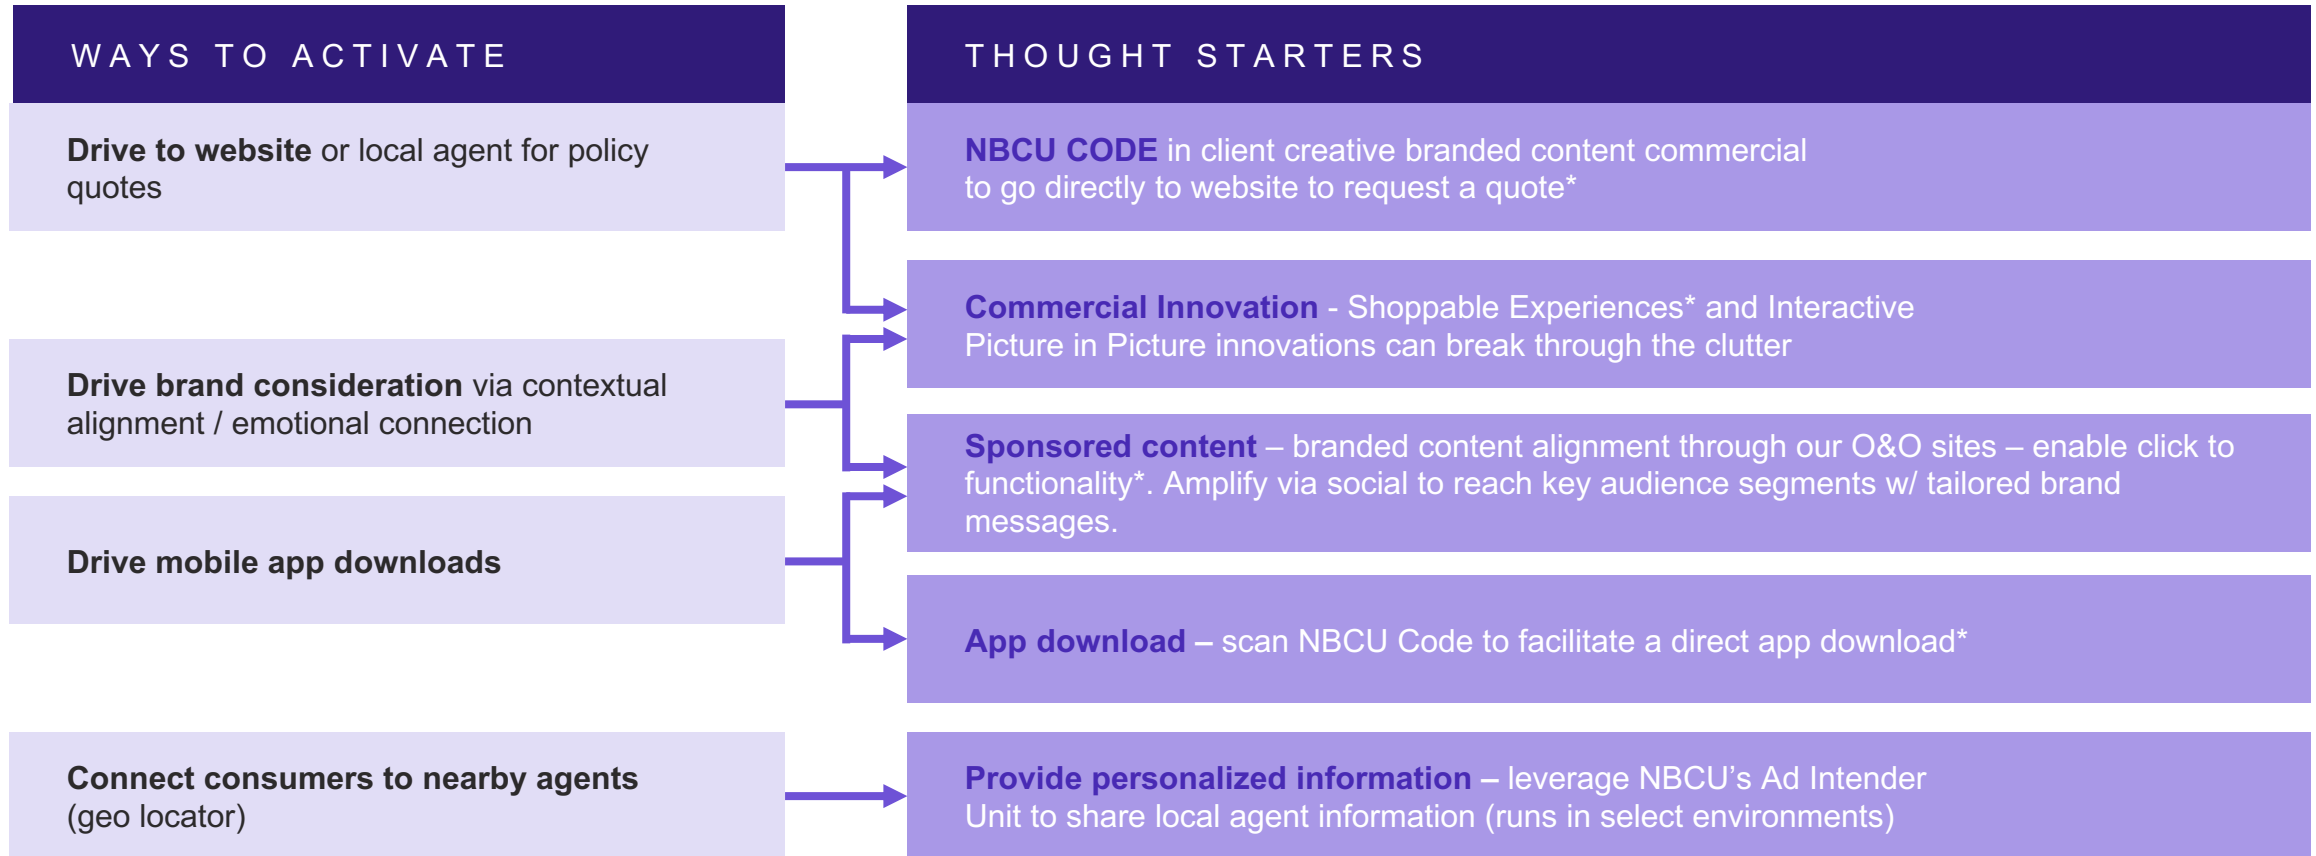 WAYS TO ACTIVATE
Drive to website or local agent for policy
quotes
Drive brand consideration via contextual
alignment / emotional connection
Drive mobile app downloads
Connect consumers to nearby agents
(geo locator)
THOUGHT STARTERS
NBCU CODE in client creative branded content commercial
to go directly to website to request a quote*
Commercial Innovation - Shoppable Experiences* and Interactive
Picture in Picture innovations can break through the clutter
Sponsored content – branded content alignment through our O&O sites – enable click to
functionality*. Amplify via social to reach key audience segments w/ tailored brand
messages.
App download – scan NBCU Code to facilitate a direct app download*
Provide personalized information – leverage NBCU's Ad Intender
Unit to share local agent information (runs in select environments)